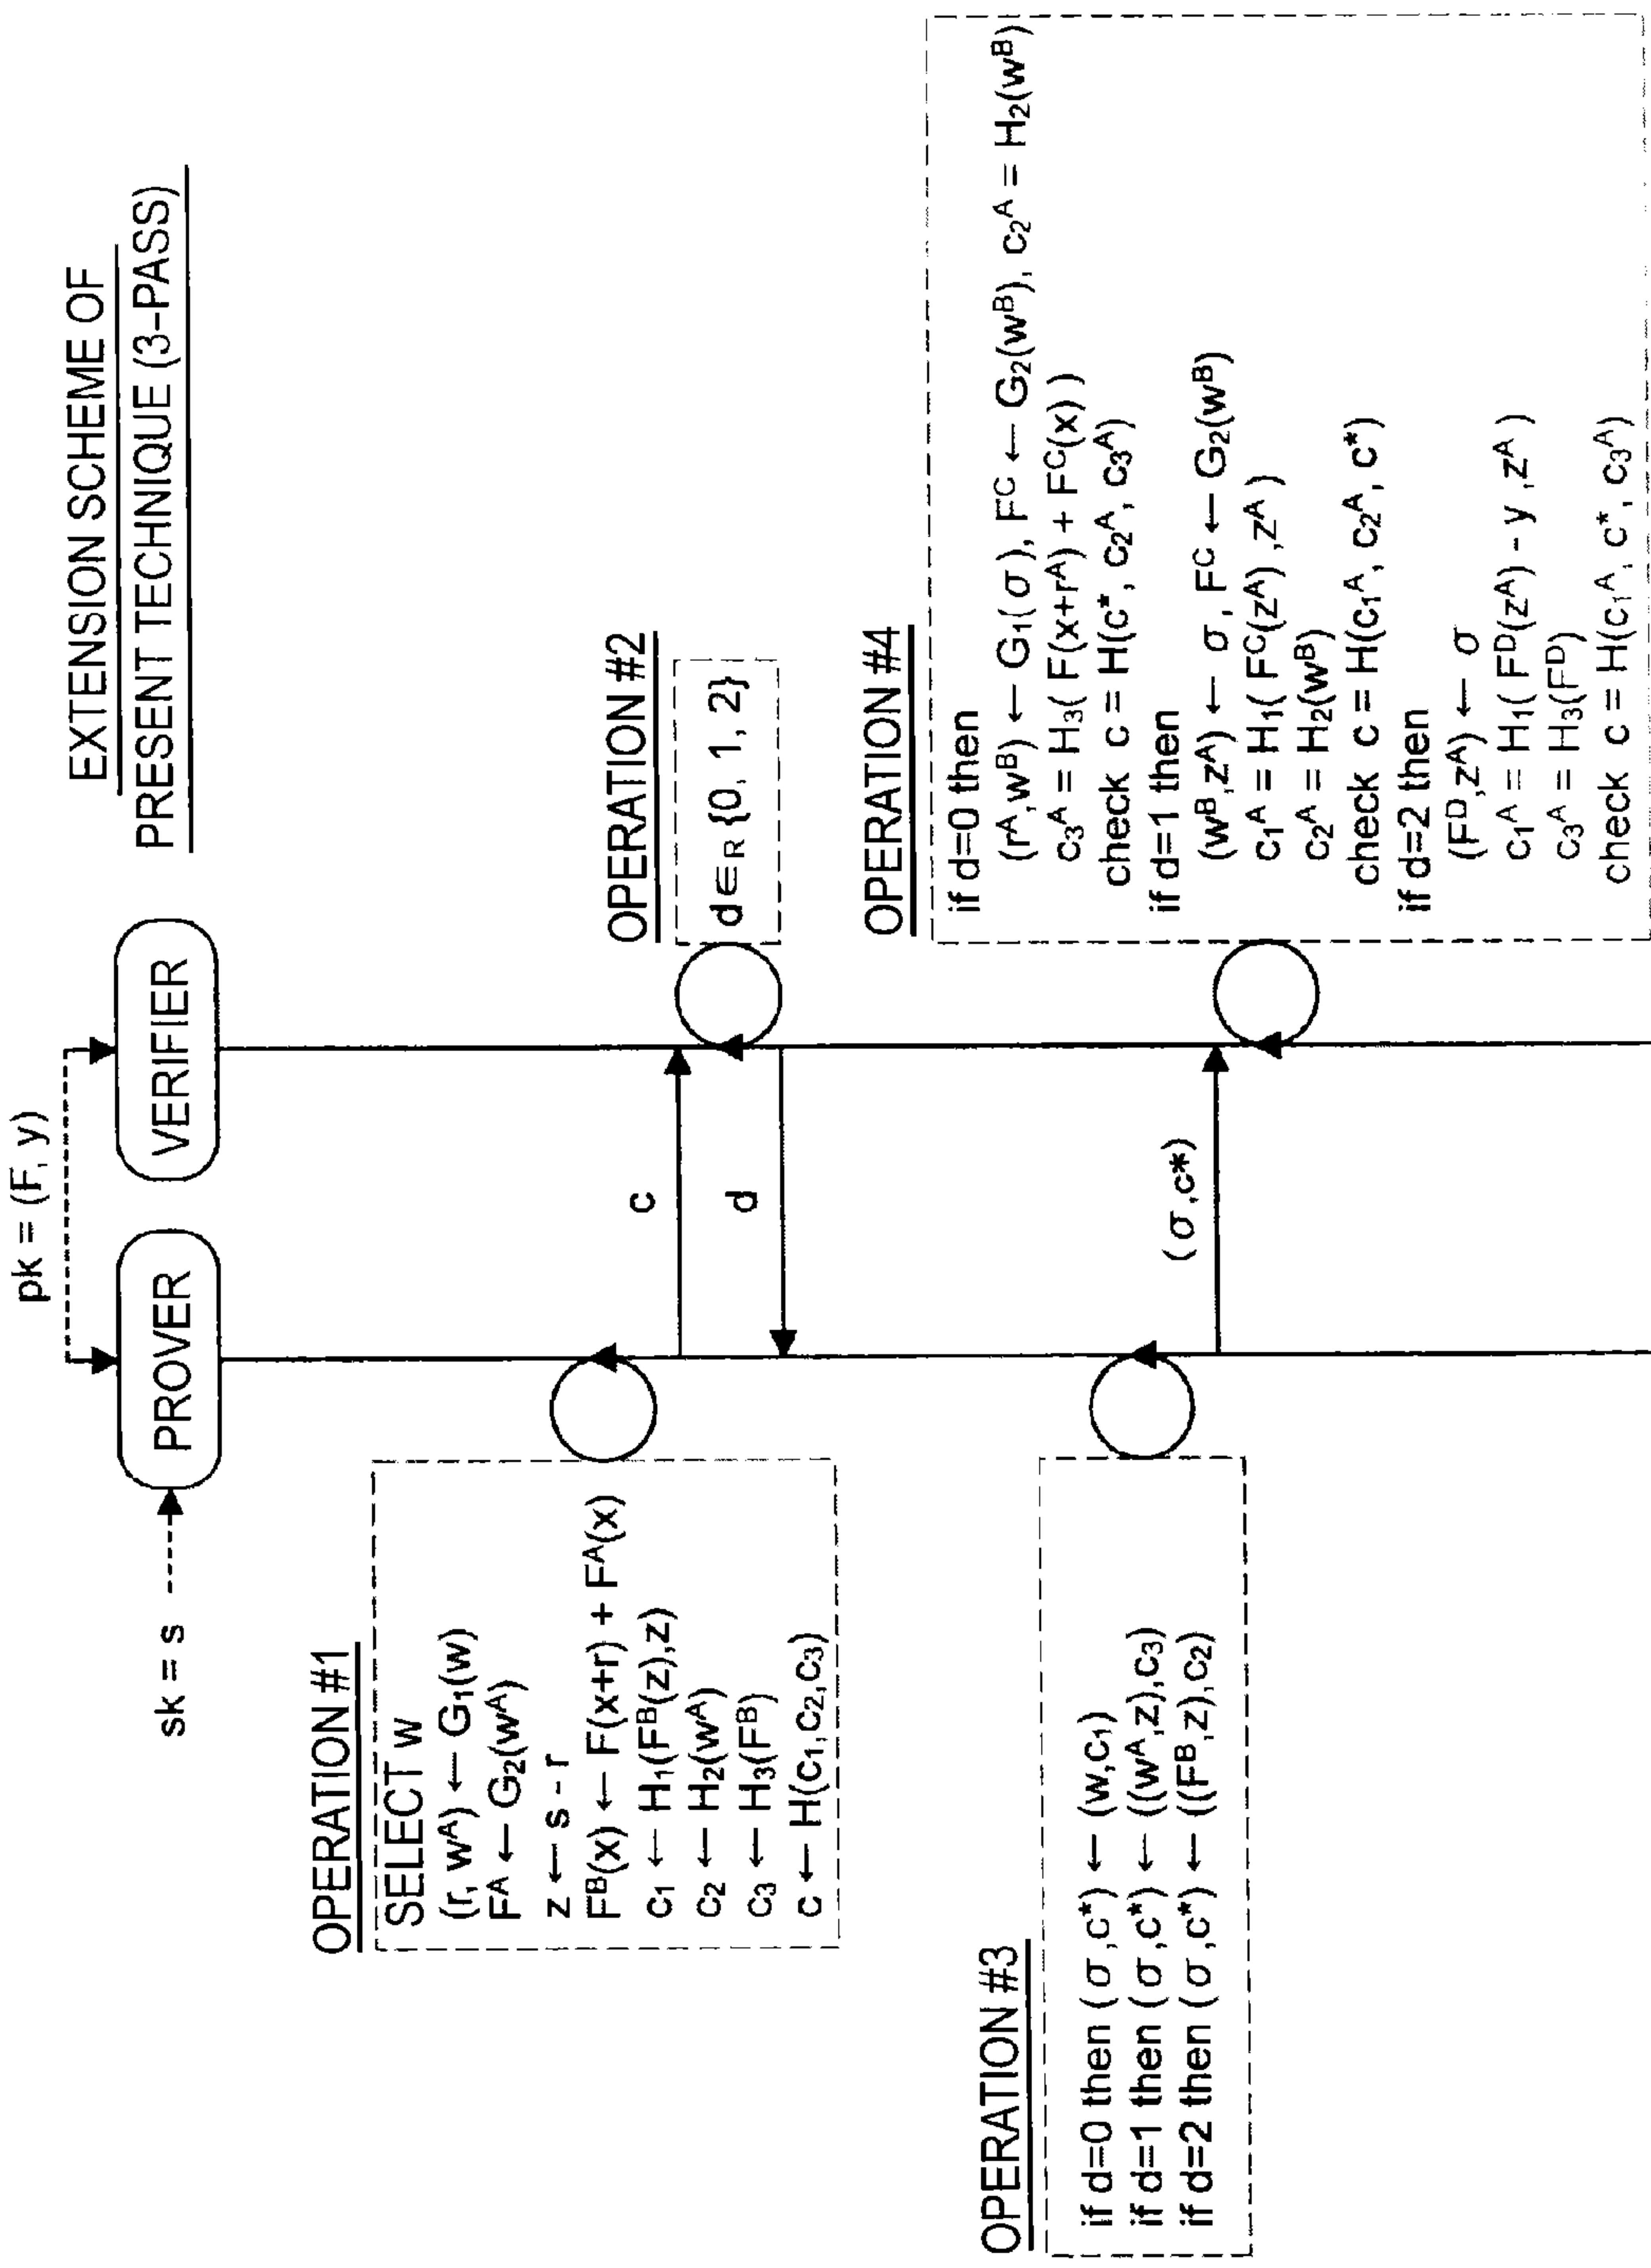 EXTENSION SCHEME OF
PRESENT TECHNIQUE (3-PASS)
pk = (F, y)
sk = s
PROVER
VERIFIER
OPERATION #1
SELECT w
(r, w^A) ← G₁(w)
F^A ← G₂(w^A)
z ← s - r
F^B(x) ← F(x+r) + F^A(x)
c₁ ← H₁(F^B(z),z)
c₂ ← H₂(w^A)
c₃ ← H₃(F^B)
c ← H(c₁,c₂,c₃)
c
OPERATION #2
d ∈_R {0, 1, 2}
d
OPERATION #3
if d=0 then (σ,c*) ← (w,c₁)
if d=1 then (σ,c*) ← ((w^A,z),c₃)
if d=2 then (σ,c*) ← ((F^B,z),c₂)
(σ,c*)
OPERATION #4
if d=0 then
(r^A,w^B) ← G₁(σ), F^C ← G₂(w^B), c₂^A = H₂(w^B)
c₃^A = H₃( F(x+r^A) + F^C(x) )
check c = H(c*, c₂^A, c₃^A)
if d=1 then
(w^B,z^A) ← σ, F^C ← G₂(w^B)
c₁^A = H₁( F^C(z^A) ,z^A )
c₂^A = H₂(w^B)
check c = H(c₁^A, c₂^A, c*)
if d=2 then
(F^D,z^A) ← σ
c₁^A = H₁( F^D(z^A) - y ,z^A )
c₃^A = H₃(F^D)
check c = H(c₁^A, c*, c₃^A)